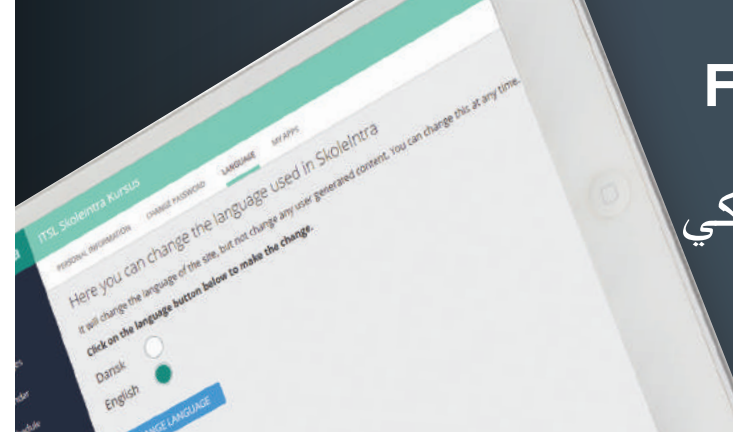 ITSL SkoleIntra Kursus
PERSONAL INFORMATION CHANGE PASSWORD LANGUAGE MY APPS
Here you can change the language used in SkoleIntra
It will change the language of the site, but not change any user generated content. You can change this at any time.
Click on the language button below to make the change.
Dansk
English
LANGUAGE
F
كي